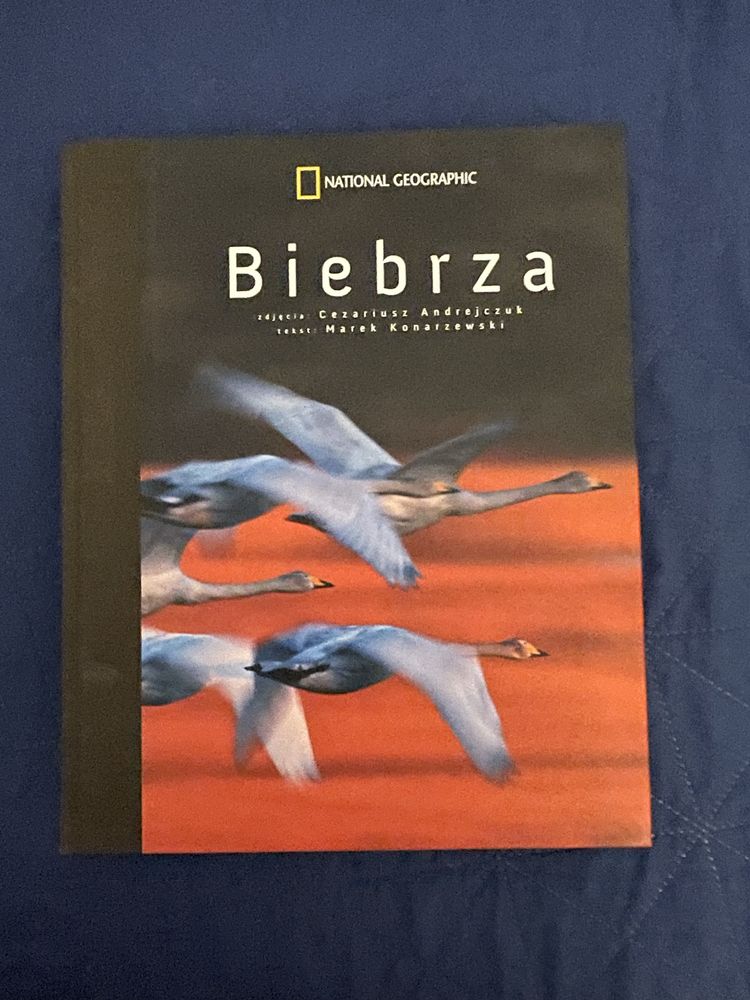 NATIONAL GEOGRAPHIC
Biebrza
zdjęcia: Cezariusz Andrejczuk
tekst: Marek Konarzewski